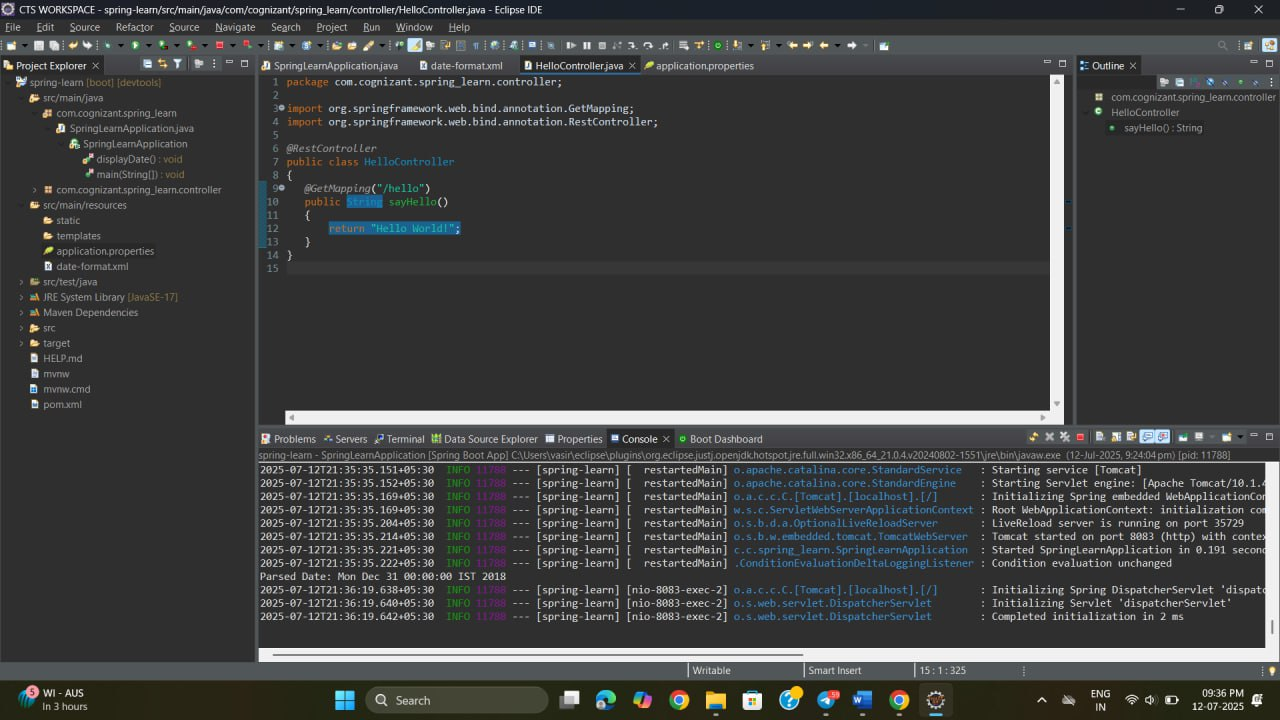 CTS WORKSPACE - spring-learn/src/main/java/com/cognizant/spring_learn/controller/HelloController.java - Eclipse IDE
File Edit Source Refactor Source Navigate Search Project Run Window Help
Project Explorer
spring-learn [boot] [devtools]
src/main/java
com.cognizant.spring_learn
SpringLearnApplication.java
SpringLearnApplication
displayDate() : void
main(String[]) : void
com.cognizant.spring_learn.controller
src/main/resources
static
templates
application.properties
date-format.xml
src/test/java
JRE System Library [JavaSE-17]
Maven Dependencies
src
target
HELP.md
mvnw
mvnw.cmd
pom.xml
SpringLearnApplication.java date-format.xml HelloController.java application.properties
1 package com.cognizant.spring_learn.controller;
2
3 import org.springframework.web.bind.annotation.GetMapping;
4 import org.springframework.web.bind.annotation.RestController;
5
6 @RestController
7 public class HelloController
8 {
9 @GetMapping("/hello")
10 public String sayHello()
11 {
12 return "Hello World!";
13 }
14 }
15
Outline
com.cognizant.spring_learn.controller
HelloController
sayHello() : String
Problems Servers Terminal Data Source Explorer Properties Console Boot Dashboard
spring-learn - SpringLearnApplication [Spring Boot App] C:\Users\vasir\eclipse\plugins\org.eclipse.justj.openjdk.hotspot.jre.full.win32.x86_64_21.0.4.v20240802-1551\jre\bin\javaw.exe (12-Jul-2025, 9:24:04 pm) [pid: 11788]
2025-07-12T21:35:35.151+05:30 INFO 11788 --- [spring-learn] [ restartedMain] o.apache.catalina.core.StandardService : Starting service [Tomcat]
2025-07-12T21:35:35.152+05:30 INFO 11788 --- [spring-learn] [ restartedMain] o.apache.catalina.core.StandardEngine : Starting Servlet engine: [Apache Tomcat/10.1.4
2025-07-12T21:35:35.169+05:30 INFO 11788 --- [spring-learn] [ restartedMain] o.a.c.c.C.[Tomcat].[localhost].[/] : Initializing Spring embedded WebApplicationCon
2025-07-12T21:35:35.169+05:30 INFO 11788 --- [spring-learn] [ restartedMain] w.s.c.ServletWebServerApplicationContext : Root WebApplicationContext: initialization com
2025-07-12T21:35:35.204+05:30 INFO 11788 --- [spring-learn] [ restartedMain] o.s.b.d.a.OptionalLiveReloadServer : LiveReload server is running on port 35729
2025-07-12T21:35:35.214+05:30 INFO 11788 --- [spring-learn] [ restartedMain] o.s.b.w.embedded.tomcat.TomcatWebServer : Tomcat started on port 8083 (http) with contex
2025-07-12T21:35:35.221+05:30 INFO 11788 --- [spring-learn] [ restartedMain] c.c.spring_learn.SpringLearnApplication : Started SpringLearnApplication in 0.191 second
2025-07-12T21:35:35.222+05:30 INFO 11788 --- [spring-learn] [ restartedMain] .ConditionEvaluationDeltaLoggingListener : Condition evaluation unchanged
Parsed Date: Mon Dec 31 00:00:00 IST 2018
2025-07-12T21:36:19.638+05:30 INFO 11788 --- [spring-learn] [nio-8083-exec-2] o.a.c.c.C.[Tomcat].[localhost].[/] : Initializing Spring DispatcherServlet 'dispatc
2025-07-12T21:36:19.640+05:30 INFO 11788 --- [spring-learn] [nio-8083-exec-2] o.s.web.servlet.DispatcherServlet : Initializing Servlet 'dispatcherServlet'
2025-07-12T21:36:19.642+05:30 INFO 11788 --- [spring-learn] [nio-8083-exec-2] o.s.web.servlet.DispatcherServlet : Completed initialization in 2 ms
Writable Smart Insert 15 : 1 : 325
5 WI - AUS
In 3 hours
Search
59
ENG
IN
09:36 PM
12-07-2025